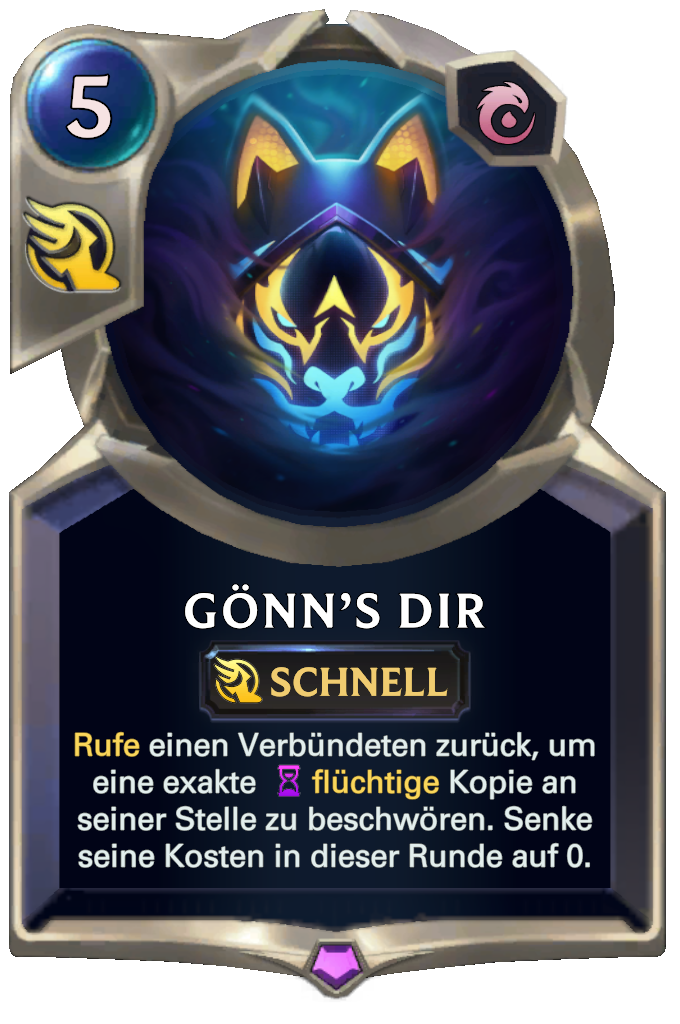 5
GÖNN’S DIR
SCHNELL
Rufe einen Verbündeten zurück, um
eine exakte flüchtige Kopie an
seiner Stelle zu beschwören. Senke
seine Kosten in dieser Runde auf 0.